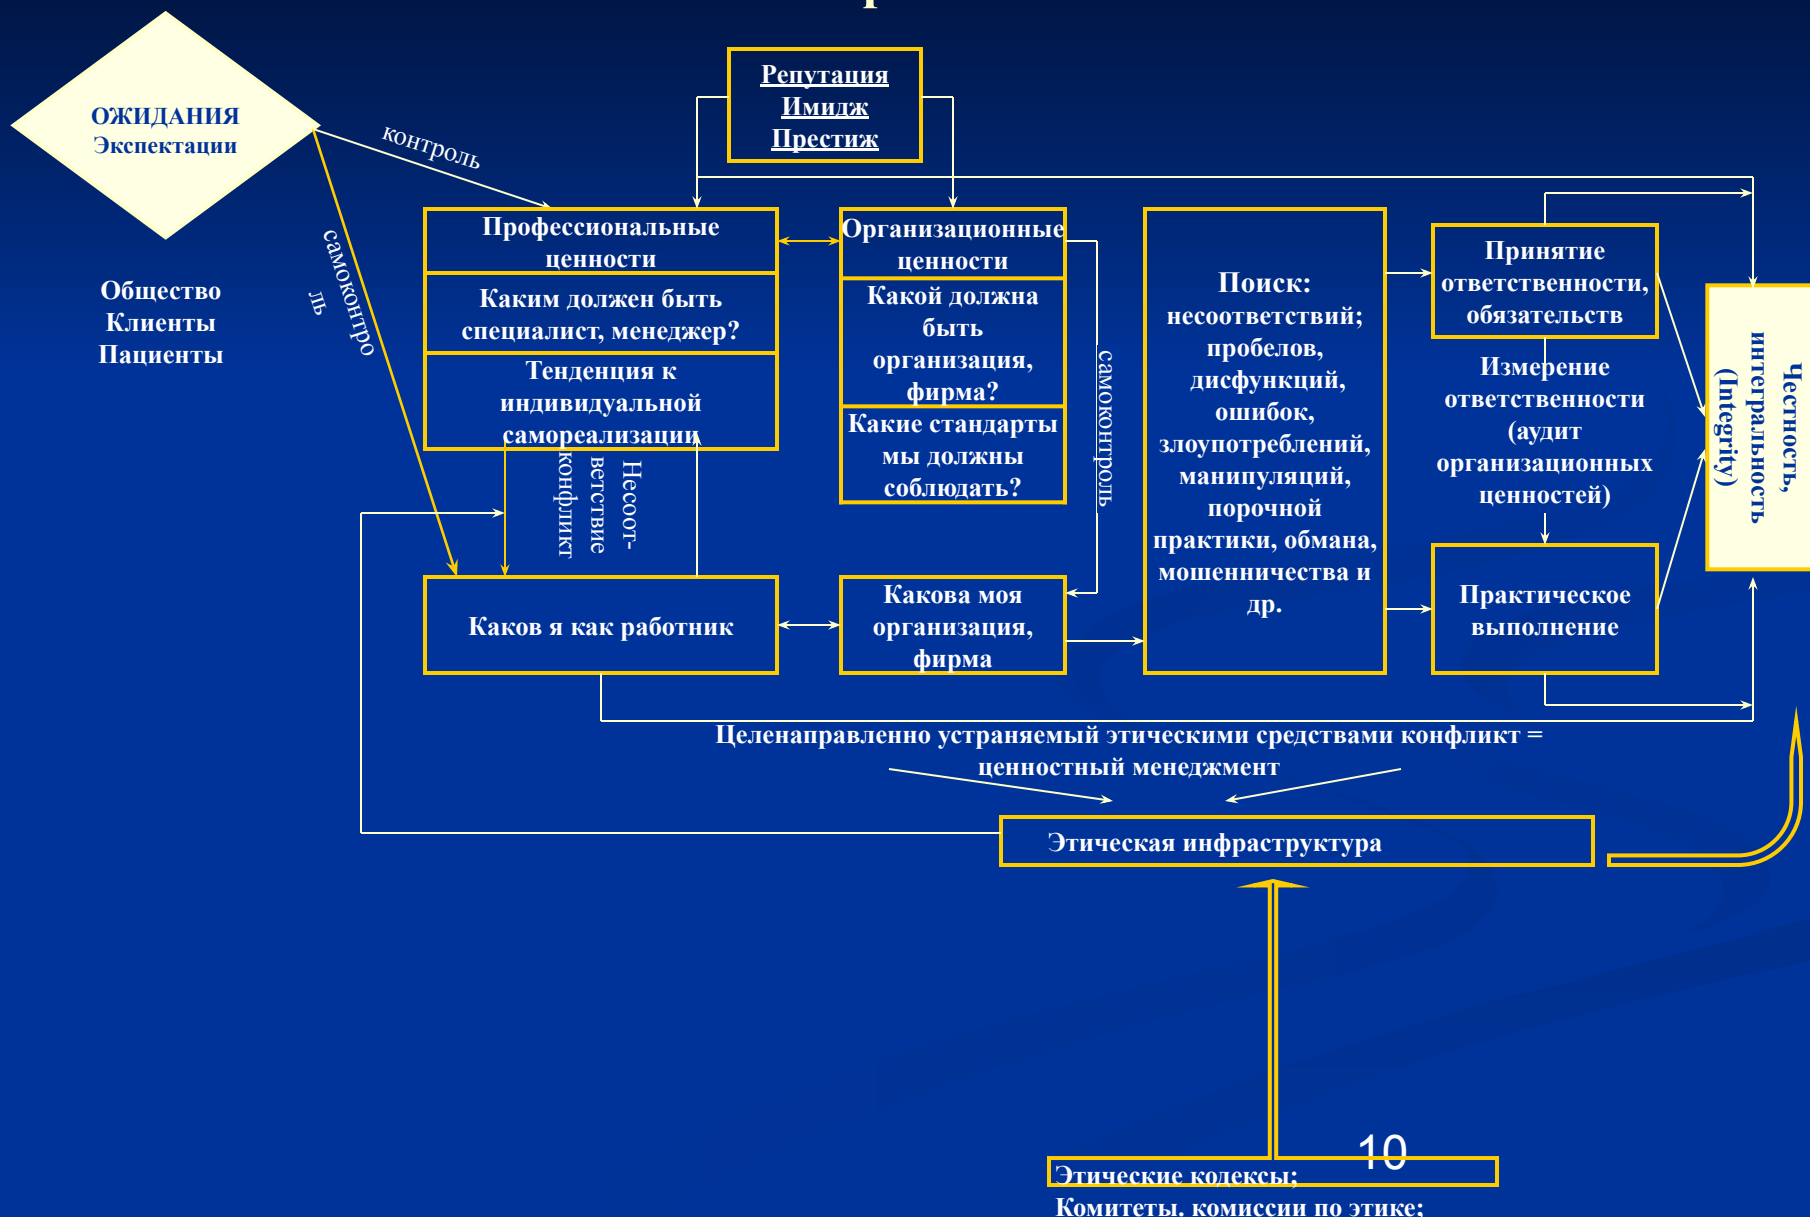 ОЖИДАНИЯ
Экспектации
Общество
Клиенты
Пациенты
контроль
самоконтро
ль
Репутация
Имидж
Престиж
Профессиональные
ценности
Каким должен быть
специалист, менеджер?
Тенденция к
индивидуальной
самореализации
Несоот-
ветствие
конфликт
Каков я как работник
Организационные
ценности
Какой должна
быть
организация,
фирма?
Какие стандарты
мы должны
соблюдать?
самоконтроль
Какова моя
организация,
фирма
Поиск:
несоответствий;
пробелов,
дисфункций,
ошибок,
злоупотреблений,
манипуляций,
порочной
практики, обмана,
мошенничества и
др.
Принятие
ответственности,
обязательств
Измерение
ответственности
(аудит
организационных
ценностей)
Практическое
выполнение
Честность,
интегральность
(Integrity)
Целенаправленно устраняемый этическими средствами конфликт =
ценностный менеджмент
Этическая инфраструктура
10
Этические кодексы;
Комитеты. комиссии по этике;